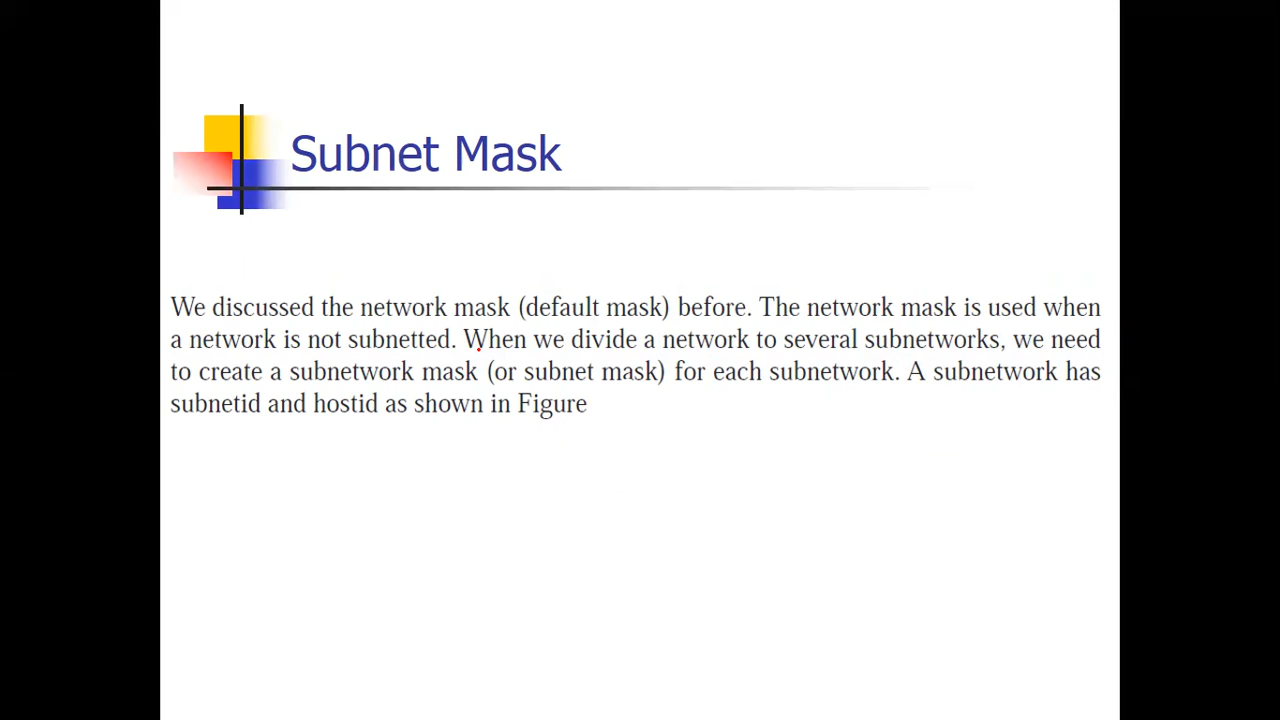 Subnet Mask
We discussed the network mask (default mask) before. The network mask is used when
a network is not subnetted. When we divide a network to several subnetworks, we need
to create a subnetwork mask (or subnet mask) for each subnetwork. A subnetwork has
subnetid and hostid as shown in Figure